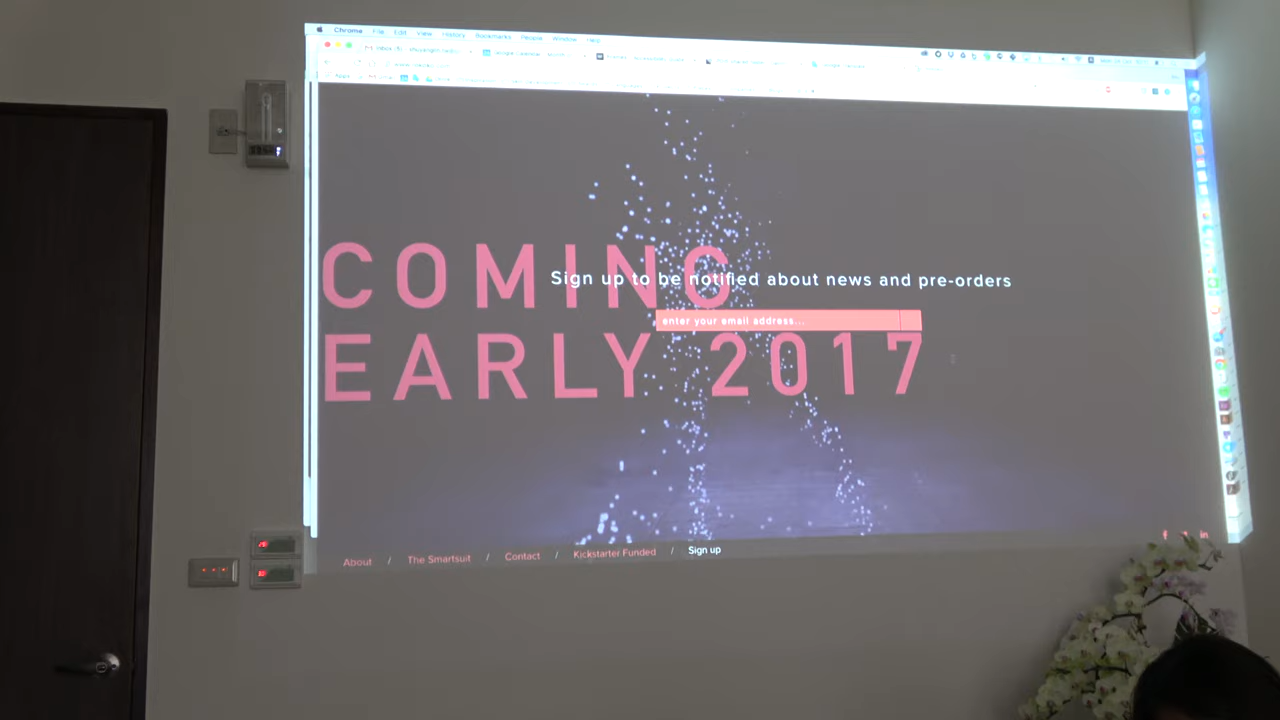 Chrome File Edit View History Bookmarks People Window Help
COMING
Sign up to be notified about news and pre-orders
enter your email address...
EARLY 2017
About / The Smartsuit / Contact / Kickstarter Funded / Sign up
f in